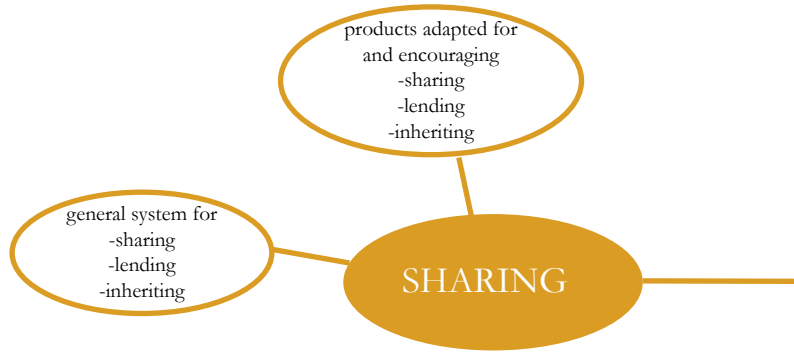 products adapted for
and encouraging
-sharing
-lending
-inheriting
general system for
-sharing
-lending
-inheriting
SHARING